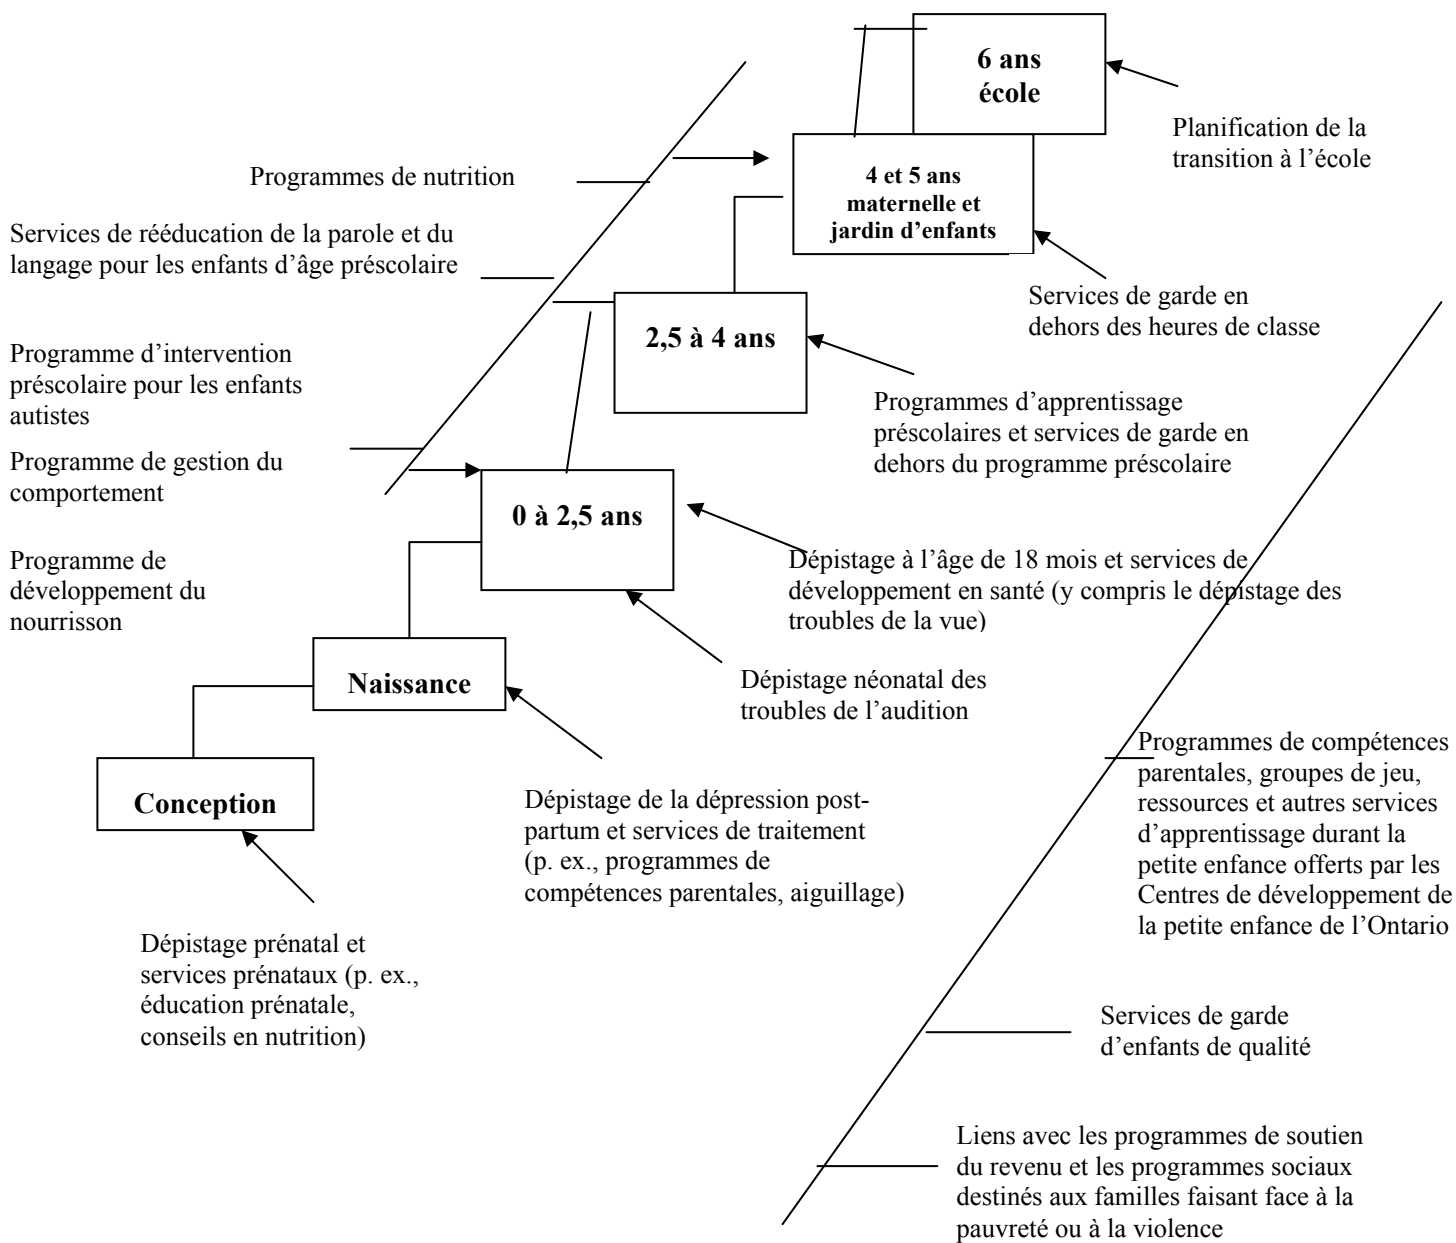 6 ans
école
Planification de la
transition à l’école
Programmes de nutrition
4 et 5 ans
maternelle et
jardin d’enfants
Services de rééducation de la parole et du
langage pour les enfants d’âge préscolaire
Services de garde en
dehors des heures de classe
2,5 à 4 ans
Programme d’intervention
préscolaire pour les enfants
autistes
Programmes d’apprentissage
préscolaires et services de garde en
dehors du programme préscolaire
Programme de gestion du
comportement
0 à 2,5 ans
Programme de
développement du
nourrisson
Dépistage à l’âge de 18 mois et services de
développement en santé (y compris le dépistage des
troubles de la vue)
Naissance
Dépistage néonatal des
troubles de l’audition
Conception
Dépistage de la dépression post-
partum et services de traitement
(p. ex., programmes de
compétences parentales, aiguillage)
Programmes de compétences
parentales, groupes de jeu,
ressources et autres services
d’apprentissage durant la
petite enfance offerts par les
Centres de développement de
la petite enfance de l’Ontario
Dépistage prénatal et
services prénataux (p. ex.,
éducation prénatale,
conseils en nutrition)
Services de garde
d’enfants de qualité
Liens avec les programmes de soutien
du revenu et les programmes sociaux
destinés aux familles faisant face à la
pauvreté ou à la violence